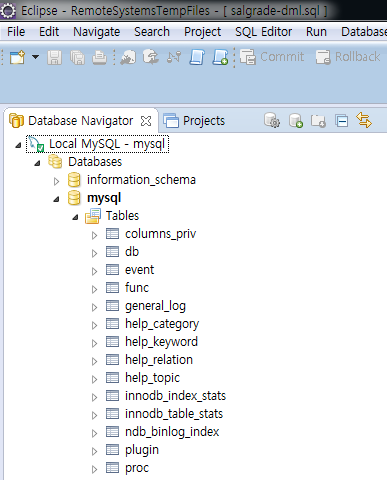 Eclipse - RemoteSystemsTempFiles - [ salgrade-dml.sql ]
File Edit Navigate Search Project SQL Editor Run Database
Commit Rollback
Database Navigator Projects
Local MySQL - mysql
Databases
information_schema
mysql
Tables
columns_priv
db
event
func
general_log
help_category
help_keyword
help_relation
help_topic
innodb_index_stats
innodb_table_stats
ndb_binlog_index
plugin
proc